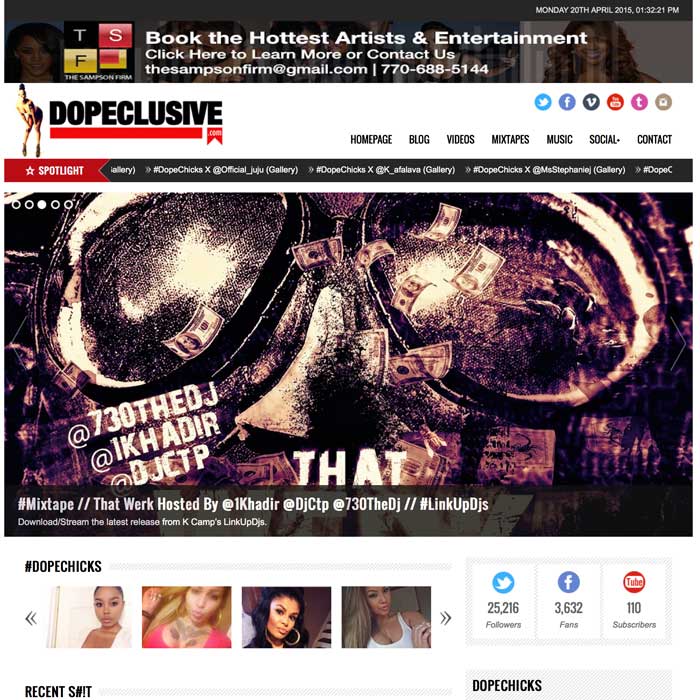 MONDAY 20TH APRIL 2015, 01:32:21 PM
T S
F
THE SAMPSON FIRM
Book the Hottest Artists & Entertainment
Click Here to Learn More or Contact Us
thesampsonfirm@gmail.com | 770-688-5144
DOPECLUSIVE
.com
You Tube
t
HOMEPAGE BLOG VIDEOS MIXTAPES MUSIC SOCIAL+ CONTACT
SPOTLIGHT
allery) » #DopeChicks X @Official_juju (Gallery) » #DopeChicks X @K_afalava (Gallery) » #DopeChicks X @MsStephaniej (Gallery) » #DopeC
@730THEDJ
@1KHADIR
@DJCTP
THAT
#Mixtape // That Werk Hosted By @1Khadir @DjCtp @730TheDj // #LinkUpDjs
Download/Stream the latest release from K Camp's LinkUpDjs.
#DOPECHICKS
Tube
25,216 3,632 110
Followers Fans Subscribers
RECENT S#!T
DOPECHICKS